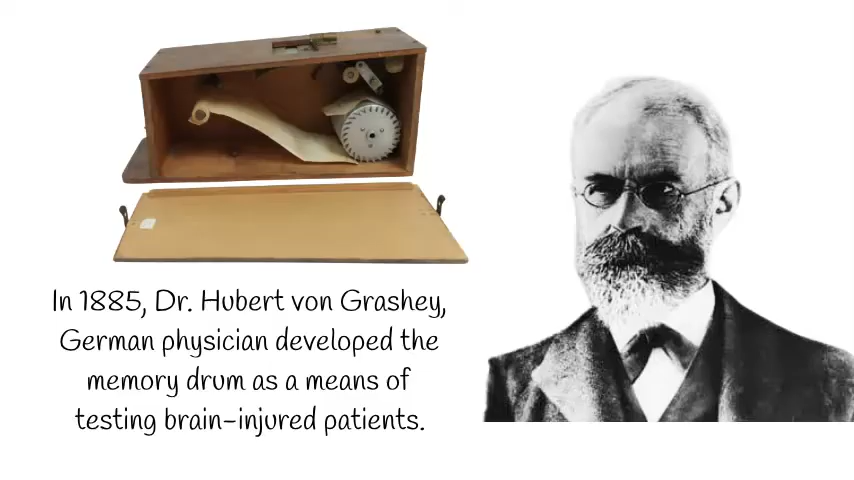 In 1885, Dr. Hubert von Grashey,
German physician developed the
memory drum as a means of
testing brain-injured patients.